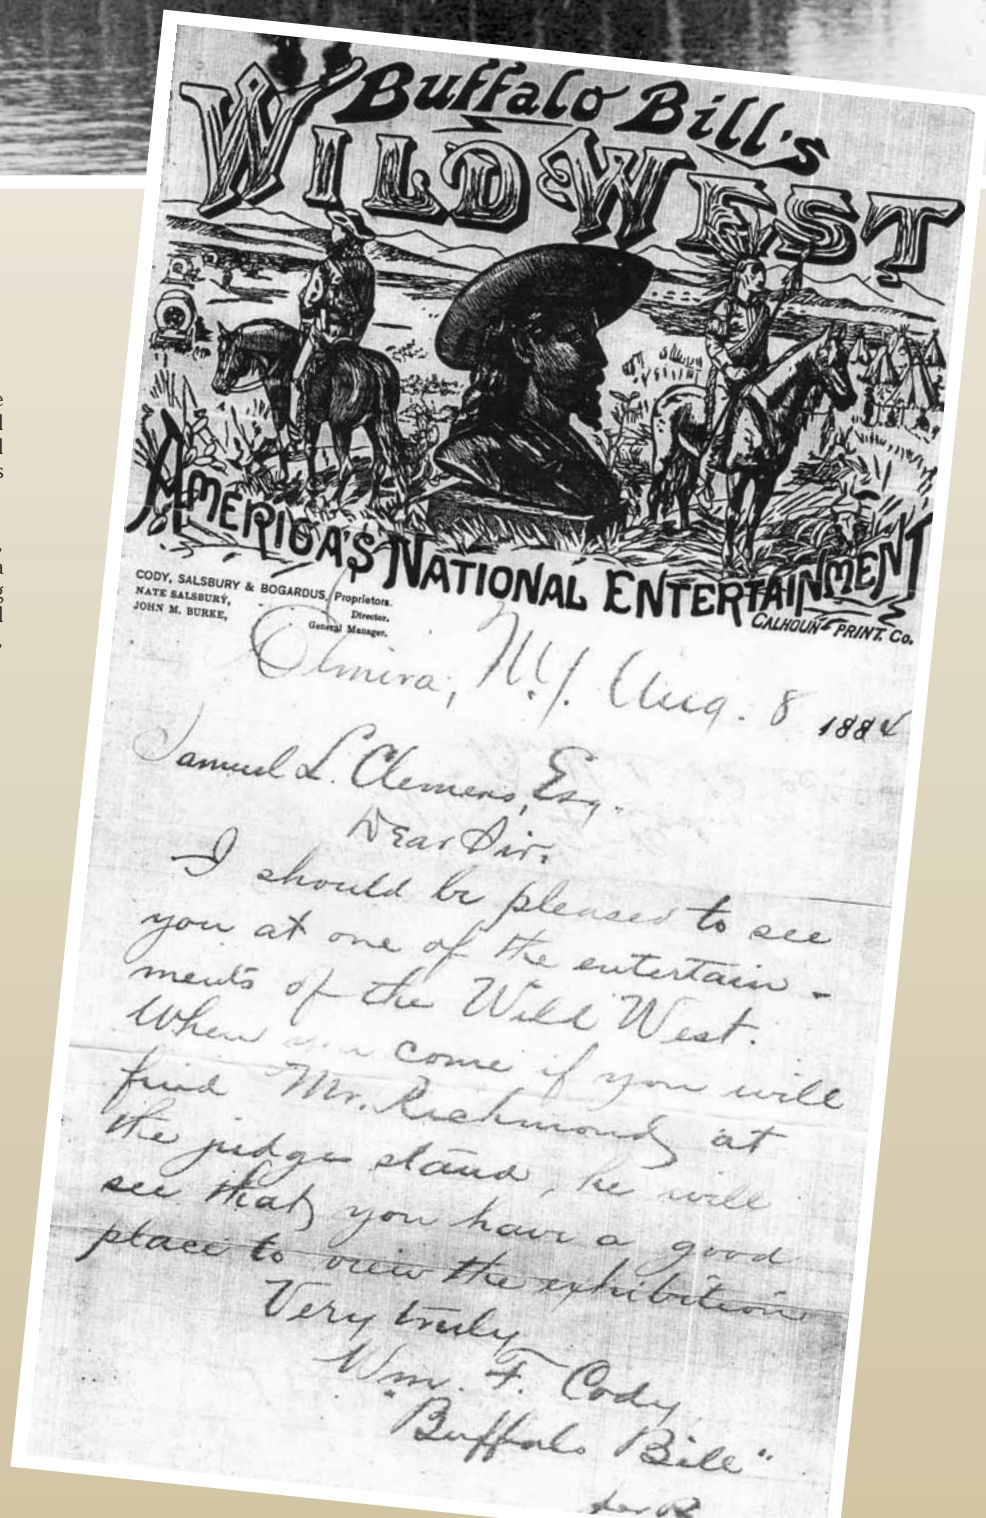 Buffalo Bill's
WILD WEST
AMERICA'S NATIONAL ENTERTAINMENT
CALHOUN PRINT. Co.
CODY, SALSBURY & BOGARDUS, Proprietors.
NATE SALSBURY, Director.
JOHN M. BURKE, General Manager.
Elmira, N.Y. Aug. 8 1884
Samuel L. Clemens, Esq.
Dear Sir.
I should be pleased to see
you at one of the entertain-
ments of the Wild West.
When you come if you will
find Mr. Richmond at
the judges stand, he will
see that you have a good
place to view the exhibition
Very truly
Wm. F. Cody
"Buffalo Bill"